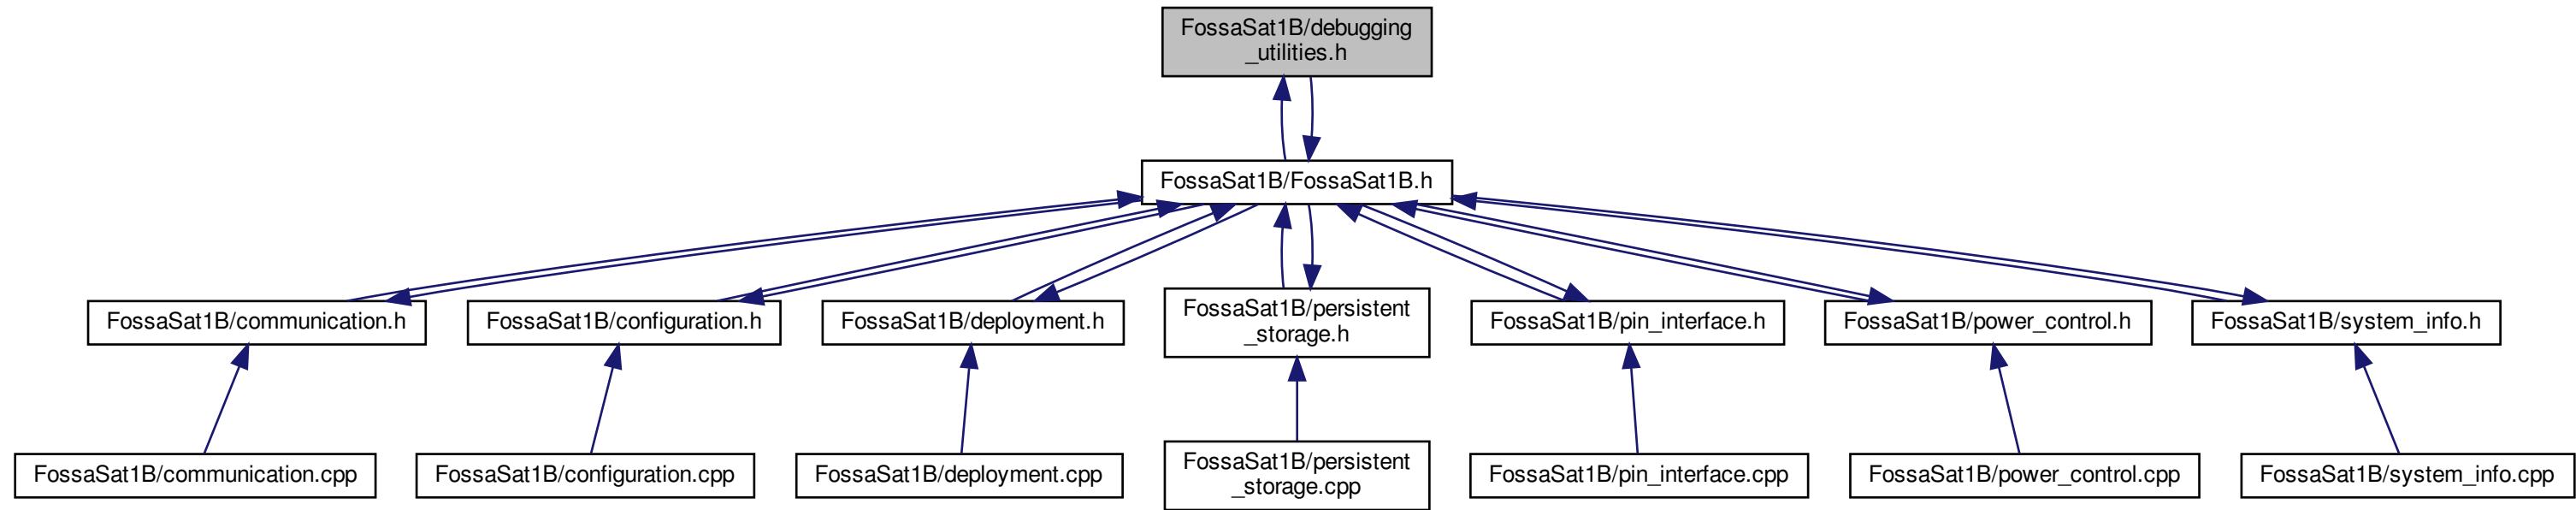 FossaSat1B/debugging
_utilities.h
FossaSat1B/FossaSat1B.h
FossaSat1B/communication.h
FossaSat1B/configuration.h
FossaSat1B/deployment.h
FossaSat1B/persistent
_storage.h
FossaSat1B/pin_interface.h
FossaSat1B/power_control.h
FossaSat1B/system_info.h
FossaSat1B/communication.cpp
FossaSat1B/configuration.cpp
FossaSat1B/deployment.cpp
FossaSat1B/persistent
_storage.cpp
FossaSat1B/pin_interface.cpp
FossaSat1B/power_control.cpp
FossaSat1B/system_info.cpp